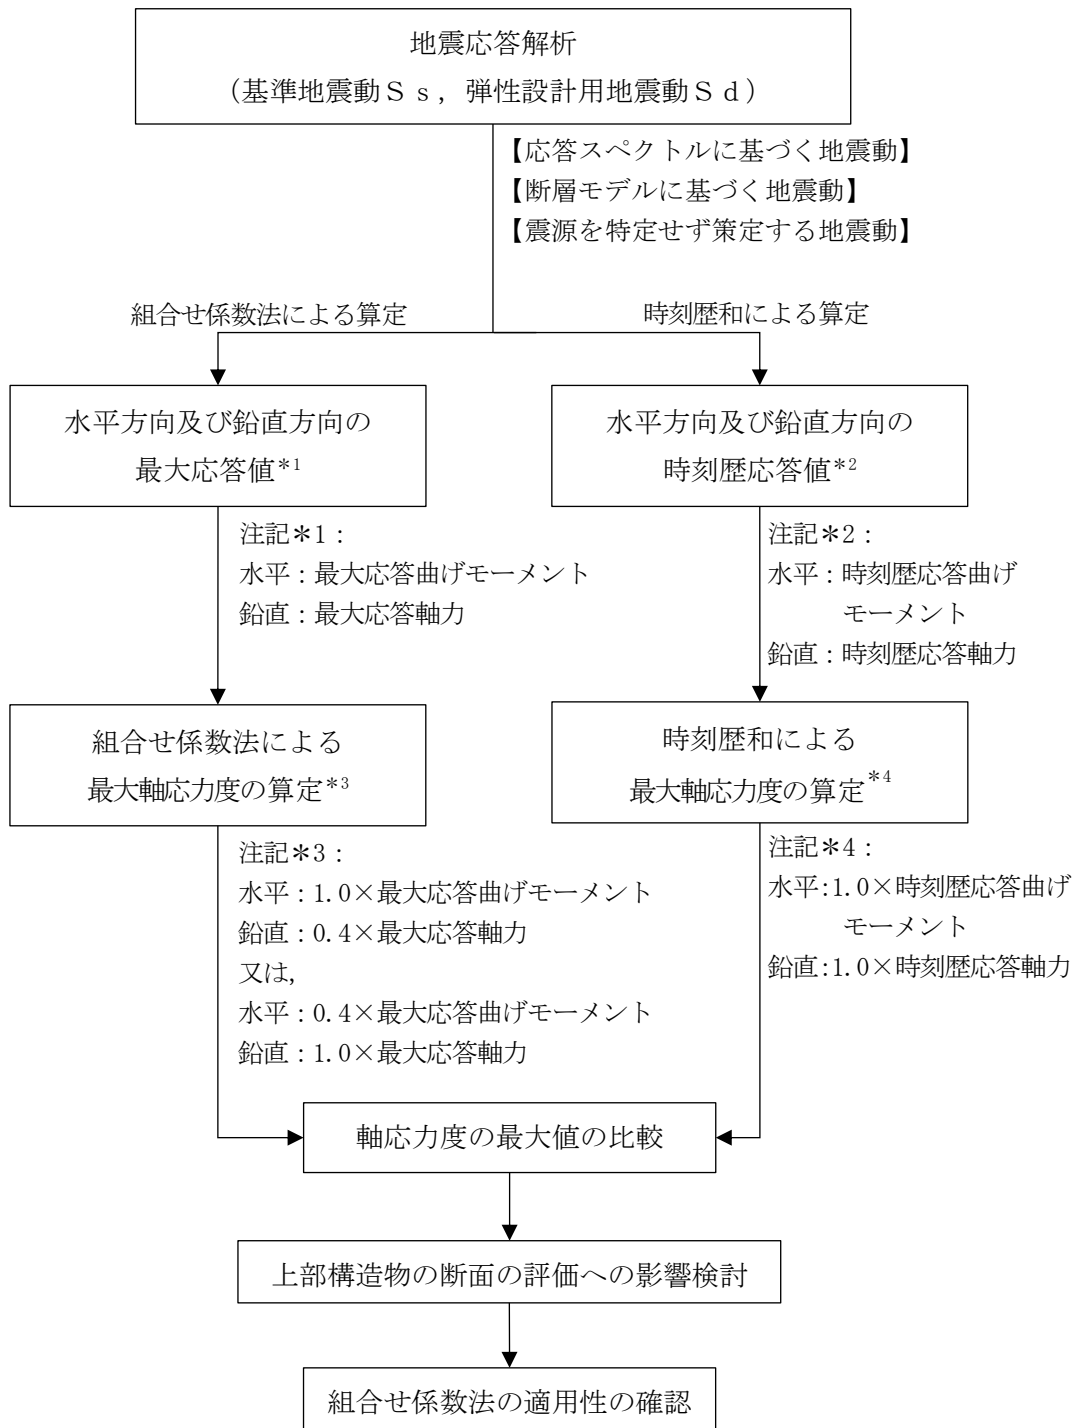 地震応答解析
（基準地震動Ｓｓ，弾性設計用地震動Ｓｄ）
【応答スペクトルに基づく地震動】
【断層モデルに基づく地震動】
【震源を特定せず策定する地震動】
組合せ係数法による算定
時刻歴和による算定
水平方向及び鉛直方向の
最大応答値*1
水平方向及び鉛直方向の
時刻歴応答値*2
注記＊1：
水平：最大応答曲げモーメント
鉛直：最大応答軸力
注記＊2：
水平：時刻歴応答曲げ
モーメント
鉛直：時刻歴応答軸力
組合せ係数法による
最大軸応力度の算定*3
時刻歴和による
最大軸応力度の算定*4
注記＊3：
水平：1.0×最大応答曲げモーメント
鉛直：0.4×最大応答軸力
又は，
水平：0.4×最大応答曲げモーメント
鉛直：1.0×最大応答軸力
注記＊4：
水平:1.0×時刻歴応答曲げ
モーメント
鉛直:1.0×時刻歴応答軸力
軸応力度の最大値の比較
上部構造物の断面の評価への影響検討
組合せ係数法の適用性の確認